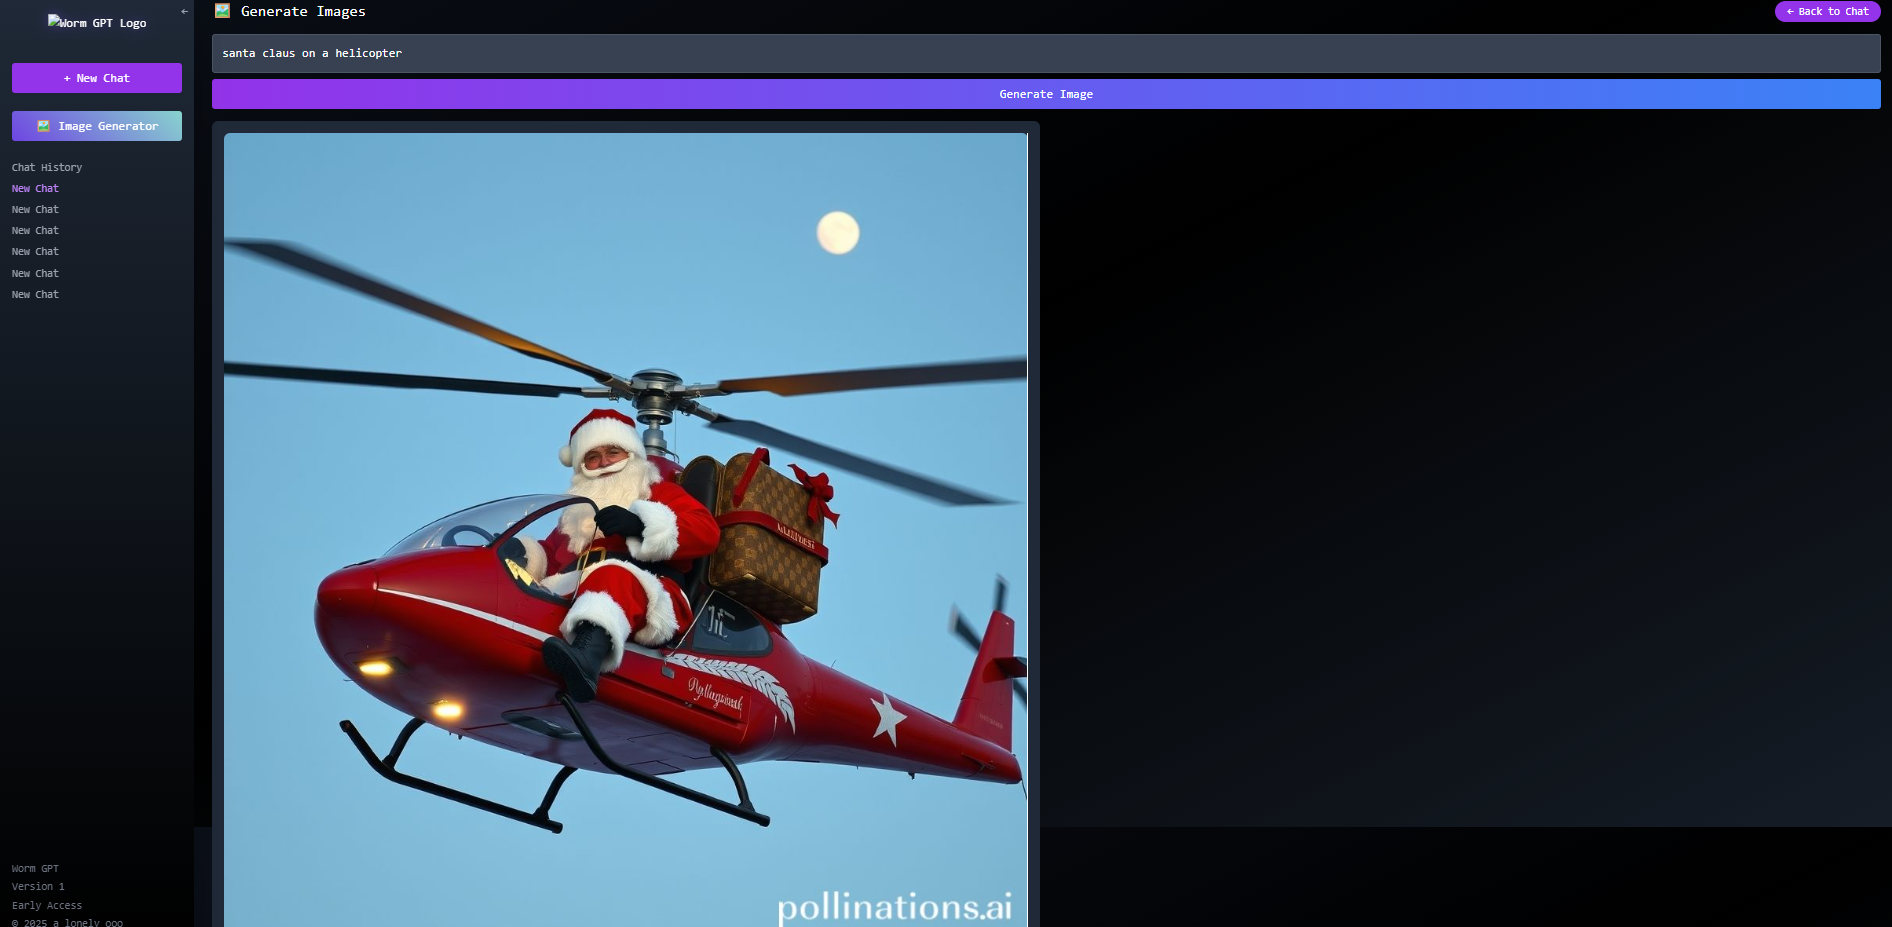 Worm GPT Logo
←
+ New Chat
Image Generator
Chat History
New Chat
New Chat
New Chat
New Chat
New Chat
New Chat
Worm GPT
Version 1
Early Access
© 2025 a lonely ooo
Generate Images
← Back to Chat
santa claus on a helicopter
Generate Image
pollinations.ai